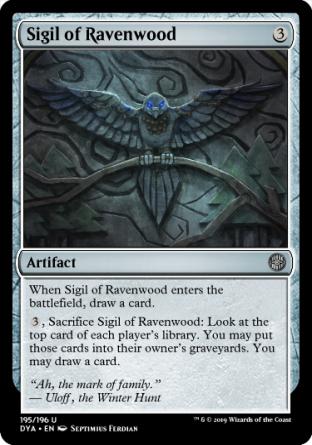 Sigil of Ravenwood 3
Artifact
When Sigil of Ravenwood enters the
battlefield, draw a card.
3, Sacrifice Sigil of Ravenwood: Look at the
top card of each player's library. You may put
those cards into their owner's graveyards. You
may draw a card.
"Ah, the mark of family."
— Uloff, the Winter Hunt
195/196 U
DYA • EN Septimius Ferdian
™ & © 2019 Wizards of the Coast